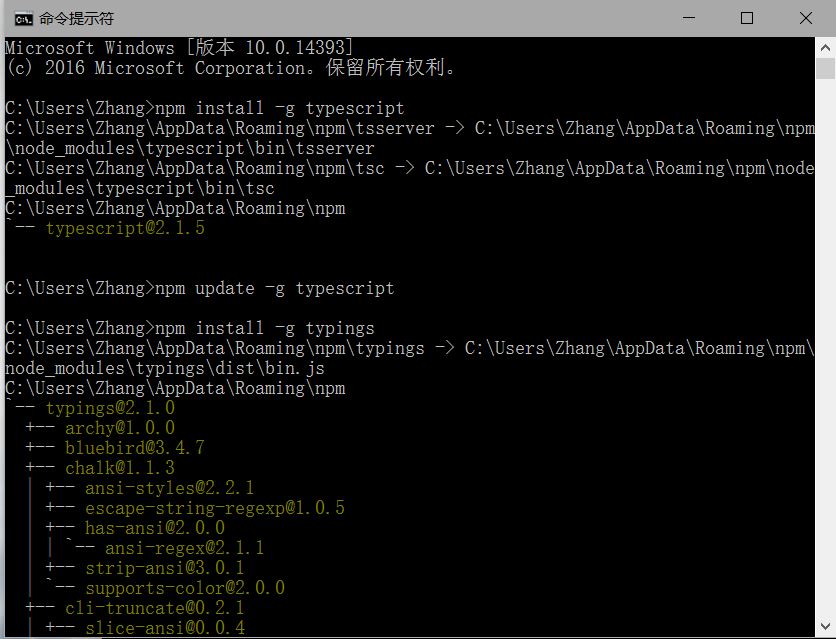 命令提示符
Microsoft Windows [版本 10.0.14393]
(c) 2016 Microsoft Corporation。保留所有权利。
C:\Users\Zhang>npm install -g typescript
C:\Users\Zhang\AppData\Roaming\npm\tsserver -> C:\Users\Zhang\AppData\Roaming\npm
\node_modules\typescript\bin\tsserver
C:\Users\Zhang\AppData\Roaming\npm\tsc -> C:\Users\Zhang\AppData\Roaming\npm\node
_modules\typescript\bin\tsc
C:\Users\Zhang\AppData\Roaming\npm
`-- typescript@2.1.5
C:\Users\Zhang>npm update -g typescript
C:\Users\Zhang>npm install -g typings
C:\Users\Zhang\AppData\Roaming\npm\typings -> C:\Users\Zhang\AppData\Roaming\npm\
node_modules\typings\dist\bin.js
C:\Users\Zhang\AppData\Roaming\npm
`-- typings@2.1.0
  +-- archy@1.0.0
  +-- bluebird@3.4.7
  +-- chalk@1.1.3
  | +-- ansi-styles@2.2.1
  | +-- escape-string-regexp@1.0.5
  | +-- has-ansi@2.0.0
  | | `-- ansi-regex@2.1.1
  | +-- strip-ansi@3.0.1
  | `-- supports-color@2.0.0
  +-- cli-truncate@0.2.1
  | +-- slice-ansi@0.0.4